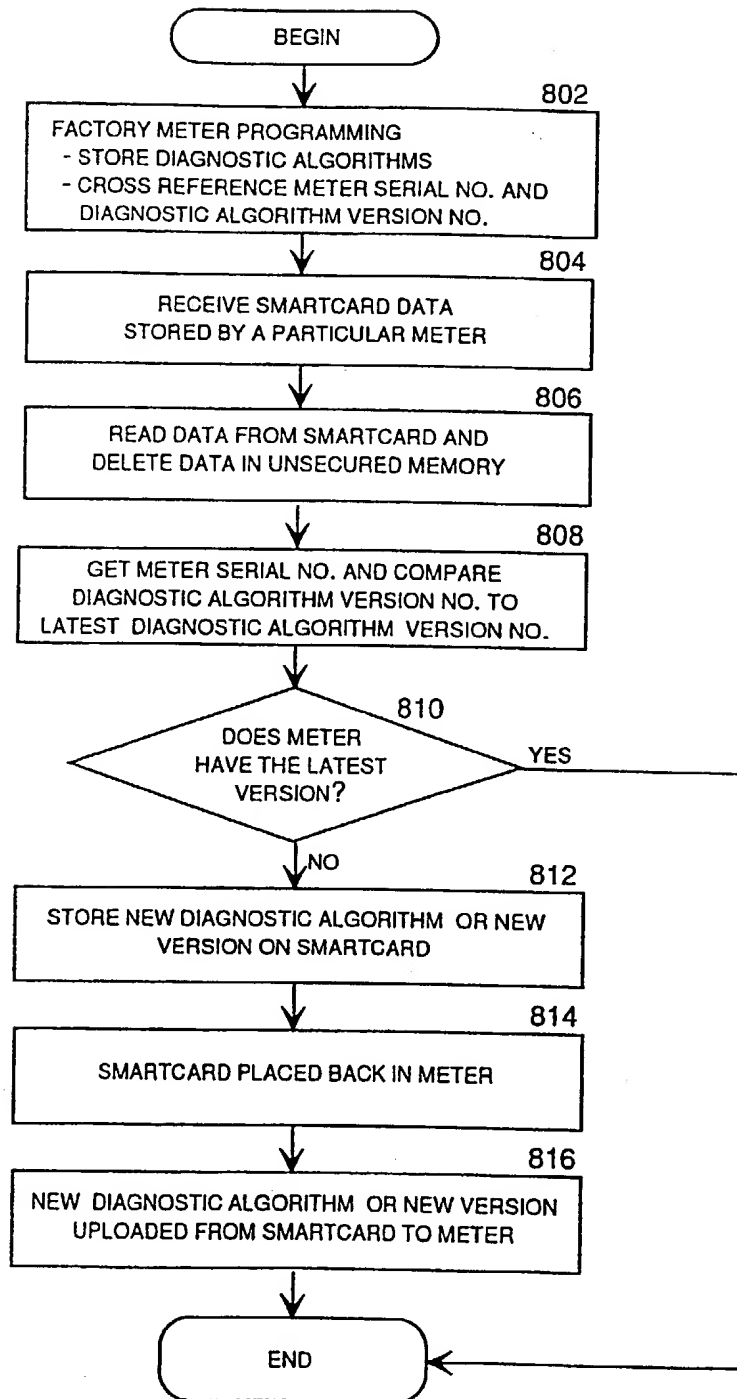 BEGIN
802
FACTORY METER PROGRAMMING
- STORE DIAGNOSTIC ALGORITHMS
- CROSS REFERENCE METER SERIAL NO. AND
DIAGNOSTIC ALGORITHM VERSION NO.
804
RECEIVE SMARTCARD DATA
STORED BY A PARTICULAR METER
806
READ DATA FROM SMARTCARD AND
DELETE DATA IN UNSECURED MEMORY
808
GET METER SERIAL NO. AND COMPARE
DIAGNOSTIC ALGORITHM VERSION NO. TO
LATEST DIAGNOSTIC ALGORITHM VERSION NO.
810
DOES METER
HAVE THE LATEST
VERSION?
YES
NO
812
STORE NEW DIAGNOSTIC ALGORITHM OR NEW
VERSION ON SMARTCARD
814
SMARTCARD PLACED BACK IN METER
816
NEW DIAGNOSTIC ALGORITHM OR NEW VERSION
UPLOADED FROM SMARTCARD TO METER
END